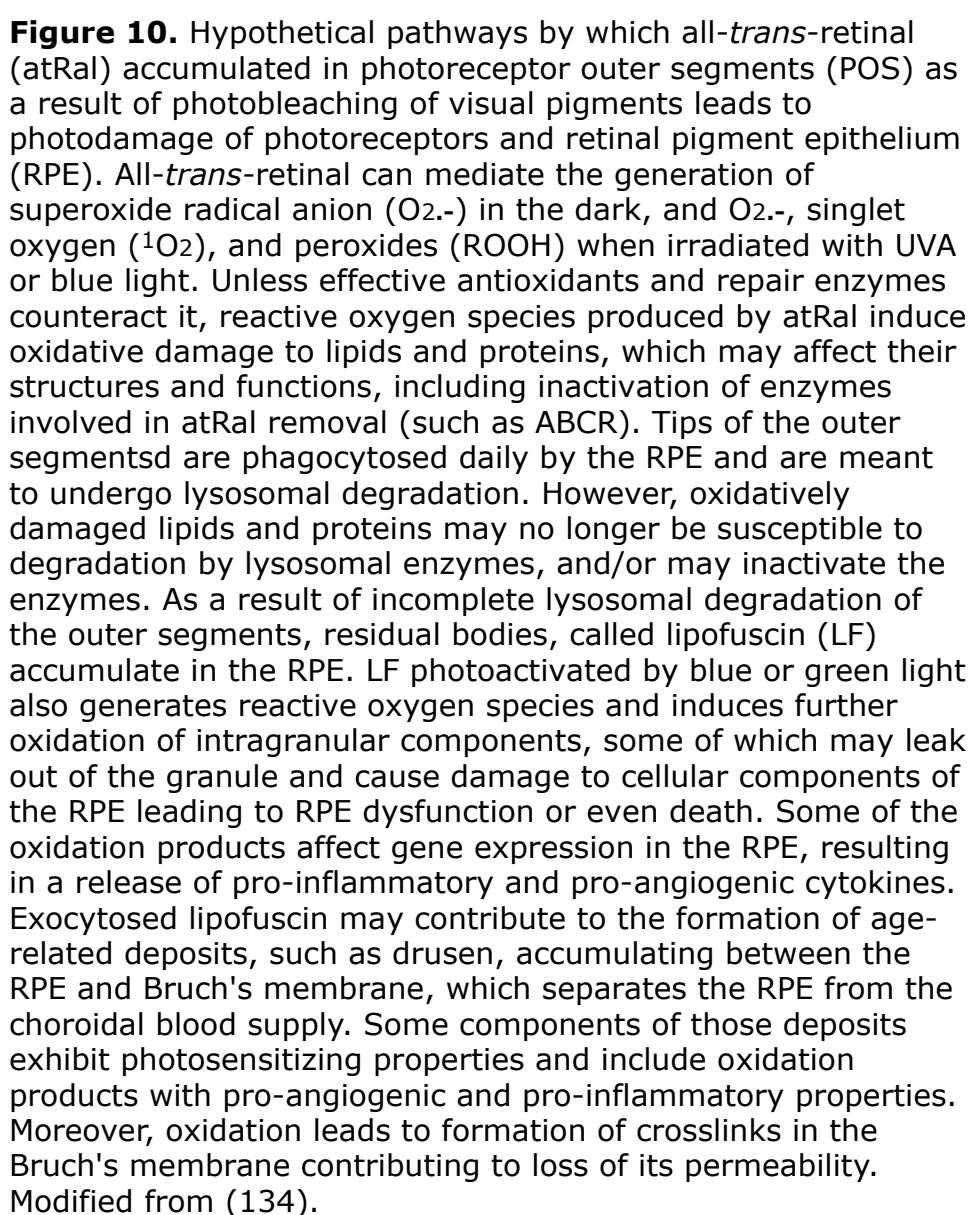 Figure 10. Hypothetical pathways by which all-trans-retinal
(atRal) accumulated in photoreceptor outer segments (POS) as
a result of photobleaching of visual pigments leads to
photodamage of photoreceptors and retinal pigment epithelium
(RPE). All-trans-retinal can mediate the generation of
superoxide radical anion (O2.-) in the dark, and O2.-, singlet
oxygen (¹O2), and peroxides (ROOH) when irradiated with UVA
or blue light. Unless effective antioxidants and repair enzymes
counteract it, reactive oxygen species produced by atRal induce
oxidative damage to lipids and proteins, which may affect their
structures and functions, including inactivation of enzymes
involved in atRal removal (such as ABCR). Tips of the outer
segmentsd are phagocytosed daily by the RPE and are meant
to undergo lysosomal degradation. However, oxidatively
damaged lipids and proteins may no longer be susceptible to
degradation by lysosomal enzymes, and/or may inactivate the
enzymes. As a result of incomplete lysosomal degradation of
the outer segments, residual bodies, called lipofuscin (LF)
accumulate in the RPE. LF photoactivated by blue or green light
also generates reactive oxygen species and induces further
oxidation of intragranular components, some of which may leak
out of the granule and cause damage to cellular components of
the RPE leading to RPE dysfunction or even death. Some of the
oxidation products affect gene expression in the RPE, resulting
in a release of pro-inflammatory and pro-angiogenic cytokines.
Exocytosed lipofuscin may contribute to the formation of age-
related deposits, such as drusen, accumulating between the
RPE and Bruch's membrane, which separates the RPE from the
choroidal blood supply. Some components of those deposits
exhibit photosensitizing properties and include oxidation
products with pro-angiogenic and pro-inflammatory properties.
Moreover, oxidation leads to formation of crosslinks in the
Bruch's membrane contributing to loss of its permeability.
Modified from (134).